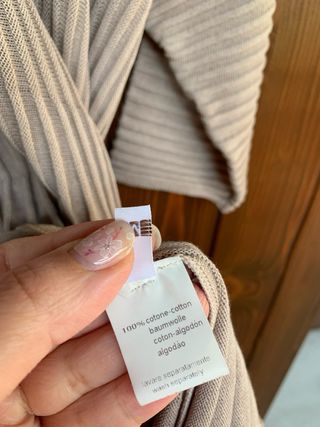 100% cotone-cotton
baumwolle
coton-algodon
algodão
lavare separatamente
wash separately